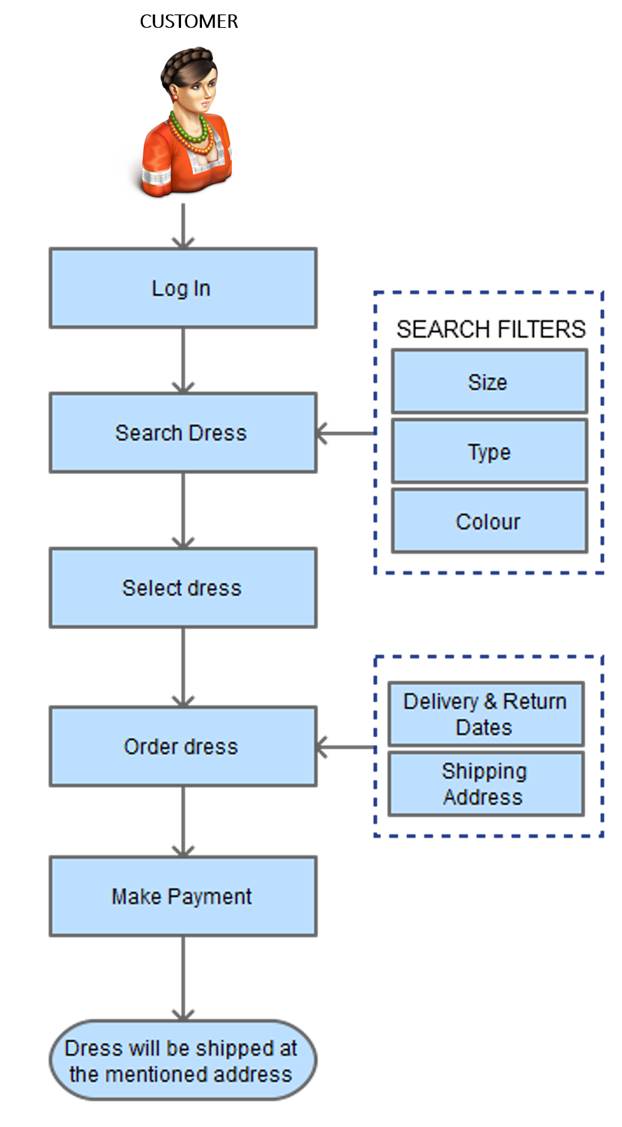 CUSTOMER
Log In
SEARCH FILTERS
Size
Search Dress
Type
Colour
Select dress
Delivery & Return
Dates
Order dress
Shipping
Address
Make Payment
Dress will be shipped at
the mentioned address